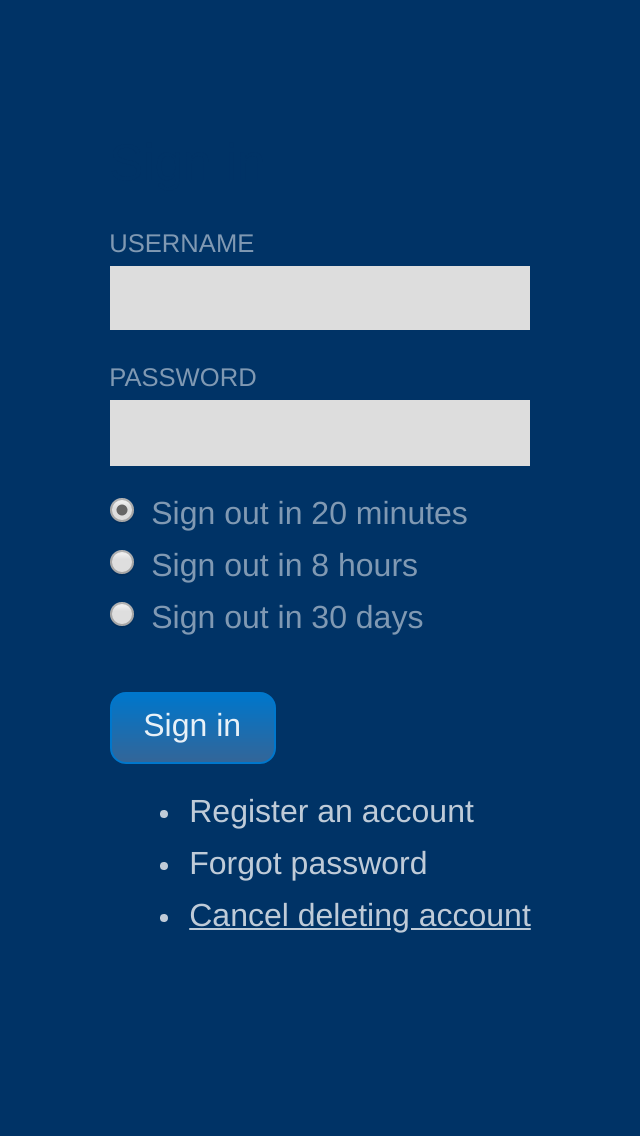 USERNAME
PASSWORD
Sign out in 20 minutes
Sign out in 8 hours
Sign out in 30 days
Sign in
Register an account
Forgot password
Cancel deleting account